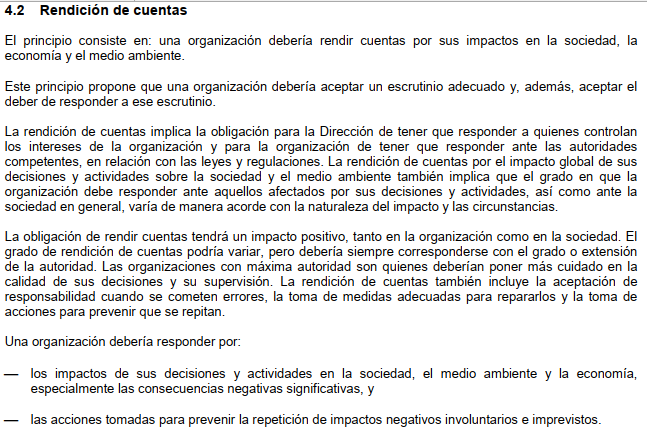 4.2 Rendición de cuentas
El principio consiste en: una organización debería rendir cuentas por sus impactos en la sociedad, la
economía y el medio ambiente.
Este principio propone que una organización debería aceptar un escrutinio adecuado y, además, aceptar el
deber de responder a ese escrutinio.
La rendición de cuentas implica la obligación para la Dirección de tener que responder a quienes controlan
los intereses de la organización y para la organización de tener que responder ante las autoridades
competentes, en relación con las leyes y regulaciones. La rendición de cuentas por el impacto global de sus
decisiones y actividades sobre la sociedad y el medio ambiente también implica que el grado en que la
organización debe responder ante aquellos afectados por sus decisiones y actividades, así como ante la
sociedad en general, varía de manera acorde con la naturaleza del impacto y las circunstancias.
La obligación de rendir cuentas tendrá un impacto positivo, tanto en la organización como en la sociedad. El
grado de rendición de cuentas podría variar, pero debería siempre corresponderse con el grado o extensión
de la autoridad. Las organizaciones con máxima autoridad son quienes deberían poner más cuidado en la
calidad de sus decisiones y su supervisión. La rendición de cuentas también incluye la aceptación de
responsabilidad cuando se cometen errores, la toma de medidas adecuadas para repararlos y la toma de
acciones para prevenir que se repitan.
Una organización debería responder por:
— los impactos de sus decisiones y actividades en la sociedad, el medio ambiente y la economía,
especialmente las consecuencias negativas significativas, y
— las acciones tomadas para prevenir la repetición de impactos negativos involuntarios e imprevistos.